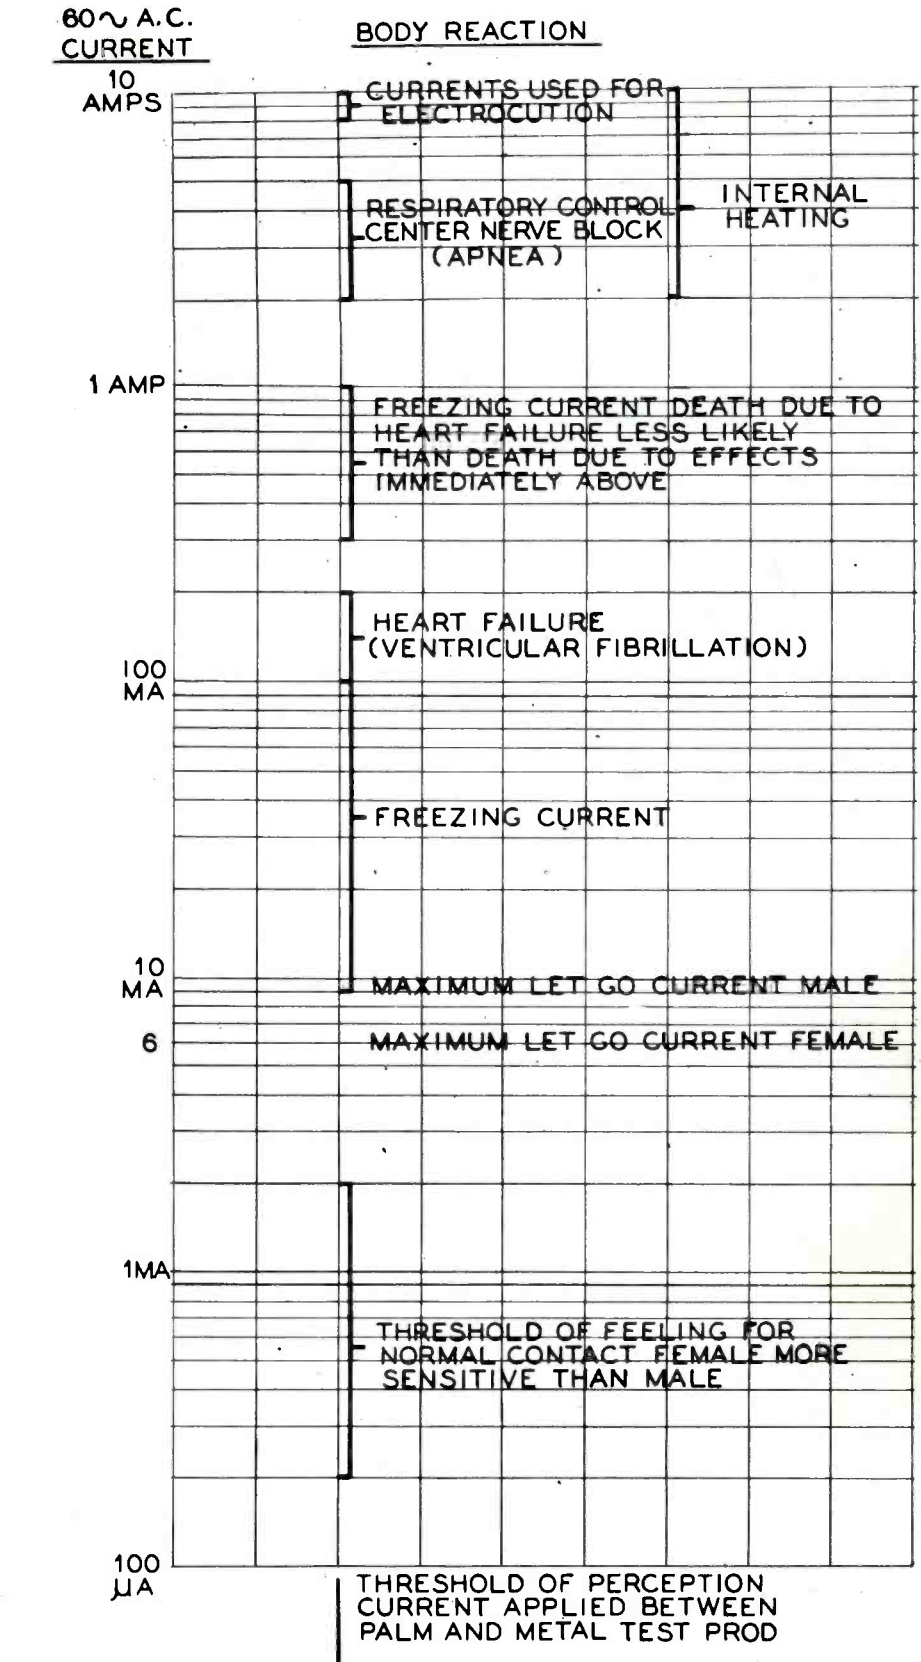 60~ A.C.
CURRENT
BODY REACTION
10
AMPS
CURRENTS USED FOR
ELECTROCUTION
INTERNAL
HEATING
RESPIRATORY CONTROL
CENTER NERVE BLOCK
(APNEA)
1 AMP
FREEZING CURRENT DEATH DUE TO
HEART FAILURE LESS LIKELY
THAN DEATH DUE TO EFFECTS
IMMEDIATELY ABOVE
HEART FAILURE
(VENTRICULAR FIBRILLATION)
100
MA
FREEZING CURRENT
10
MA
MAXIMUM LET GO CURRENT MALE
6
MAXIMUM LET GO CURRENT FEMALE
1MA
THRESHOLD OF FEELING FOR
NORMAL CONTACT FEMALE MORE
SENSITIVE THAN MALE
100
µA
THRESHOLD OF PERCEPTION
CURRENT APPLIED BETWEEN
PALM AND METAL TEST PROD